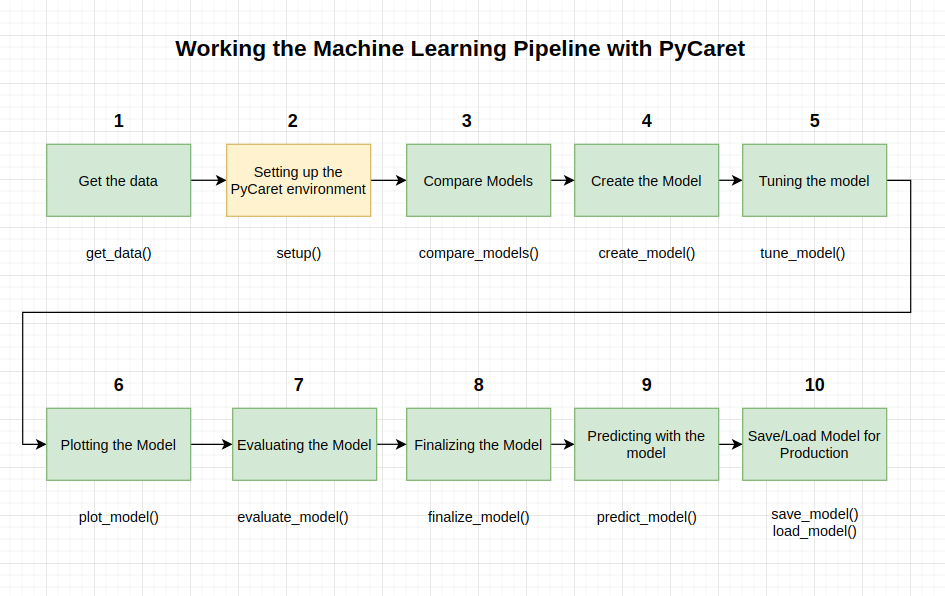 Working the Machine Learning Pipeline with PyCaret
1
2
3
4
5
Get the data
Setting up the
PyCaret environment
Compare Models
Create the Model
Tuning the model
get_data()
setup()
compare_models()
create_model()
tune_model()
6
7
8
9
10
Plotting the Model
Evaluating the Model
Finalizing the Model
Predicting with the
model
Save/Load Model for
Production
plot_model()
evaluate_model()
finalize_model()
predict_model()
save_model()
load_model()